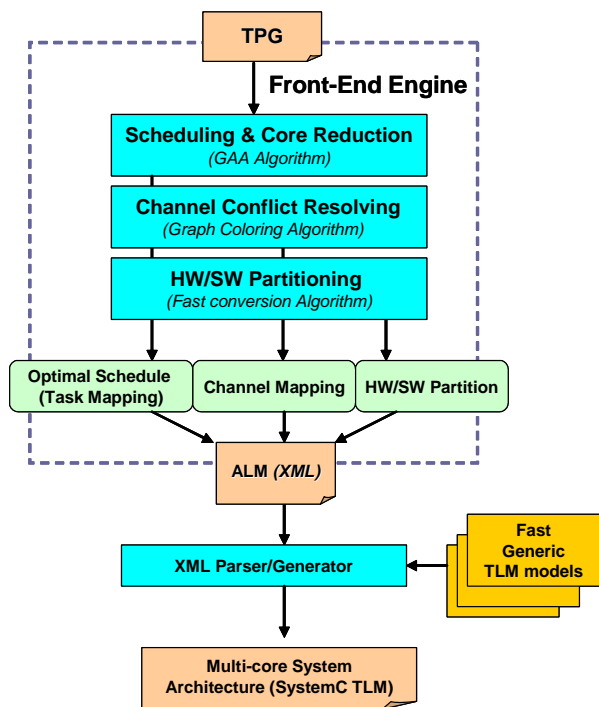 TPG
Front-End Engine
Scheduling & Core Reduction
(GAA Algorithm)
Channel Conflict Resolving
(Graph Coloring Algorithm)
HW/SW Partitioning
(Fast conversion Algorithm)
Optimal Schedule
(Task Mapping)
Channel Mapping
HW/SW Partition
ALM (XML)
Fast
Generic
TLM models
XML Parser/Generator
Multi-core System
Architecture (SystemC TLM)